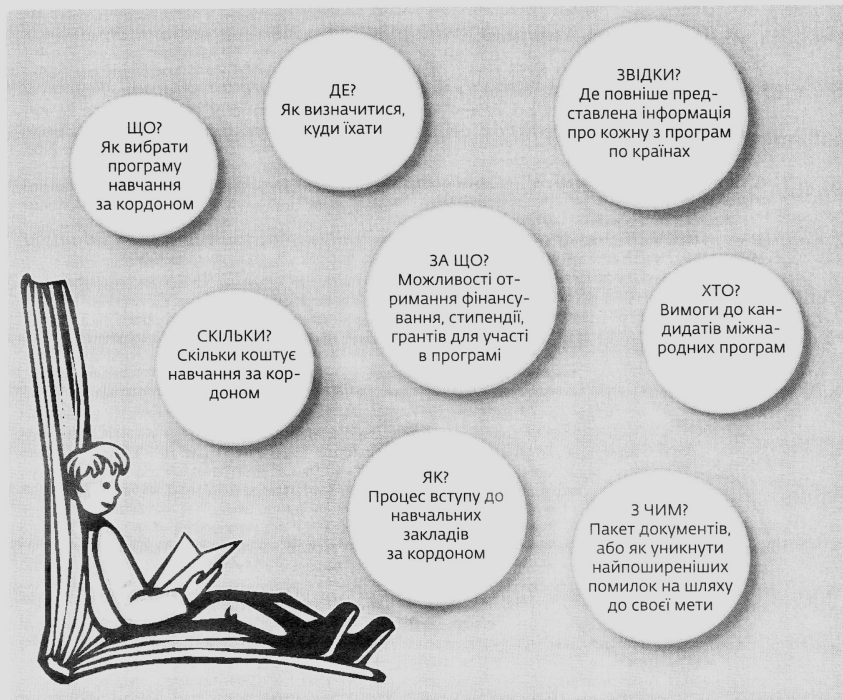 ЩО?
Як вибрати
програму
навчання
за кордоном
ДЕ?
Як визначитися,
куди їхати
ЗВІДКИ?
Де повніше пред-
ставлена інформація
про кожну з програм
по країнах
ЗА ЩО?
Можливості от-
римання фінансу-
вання, стипендії,
грантів для участі
в програмі
ХТО?
Вимоги до кан-
дидатів міжна-
родних програм
СКІЛЬКИ?
Скільки коштує
навчання за кор-
доном
ЯК?
Процес вступу до
навчальних
закладів
за кордоном
З ЧИМ?
Пакет документів,
або як уникнути
найпоширеніших
помилок на шляху
до своєї мети